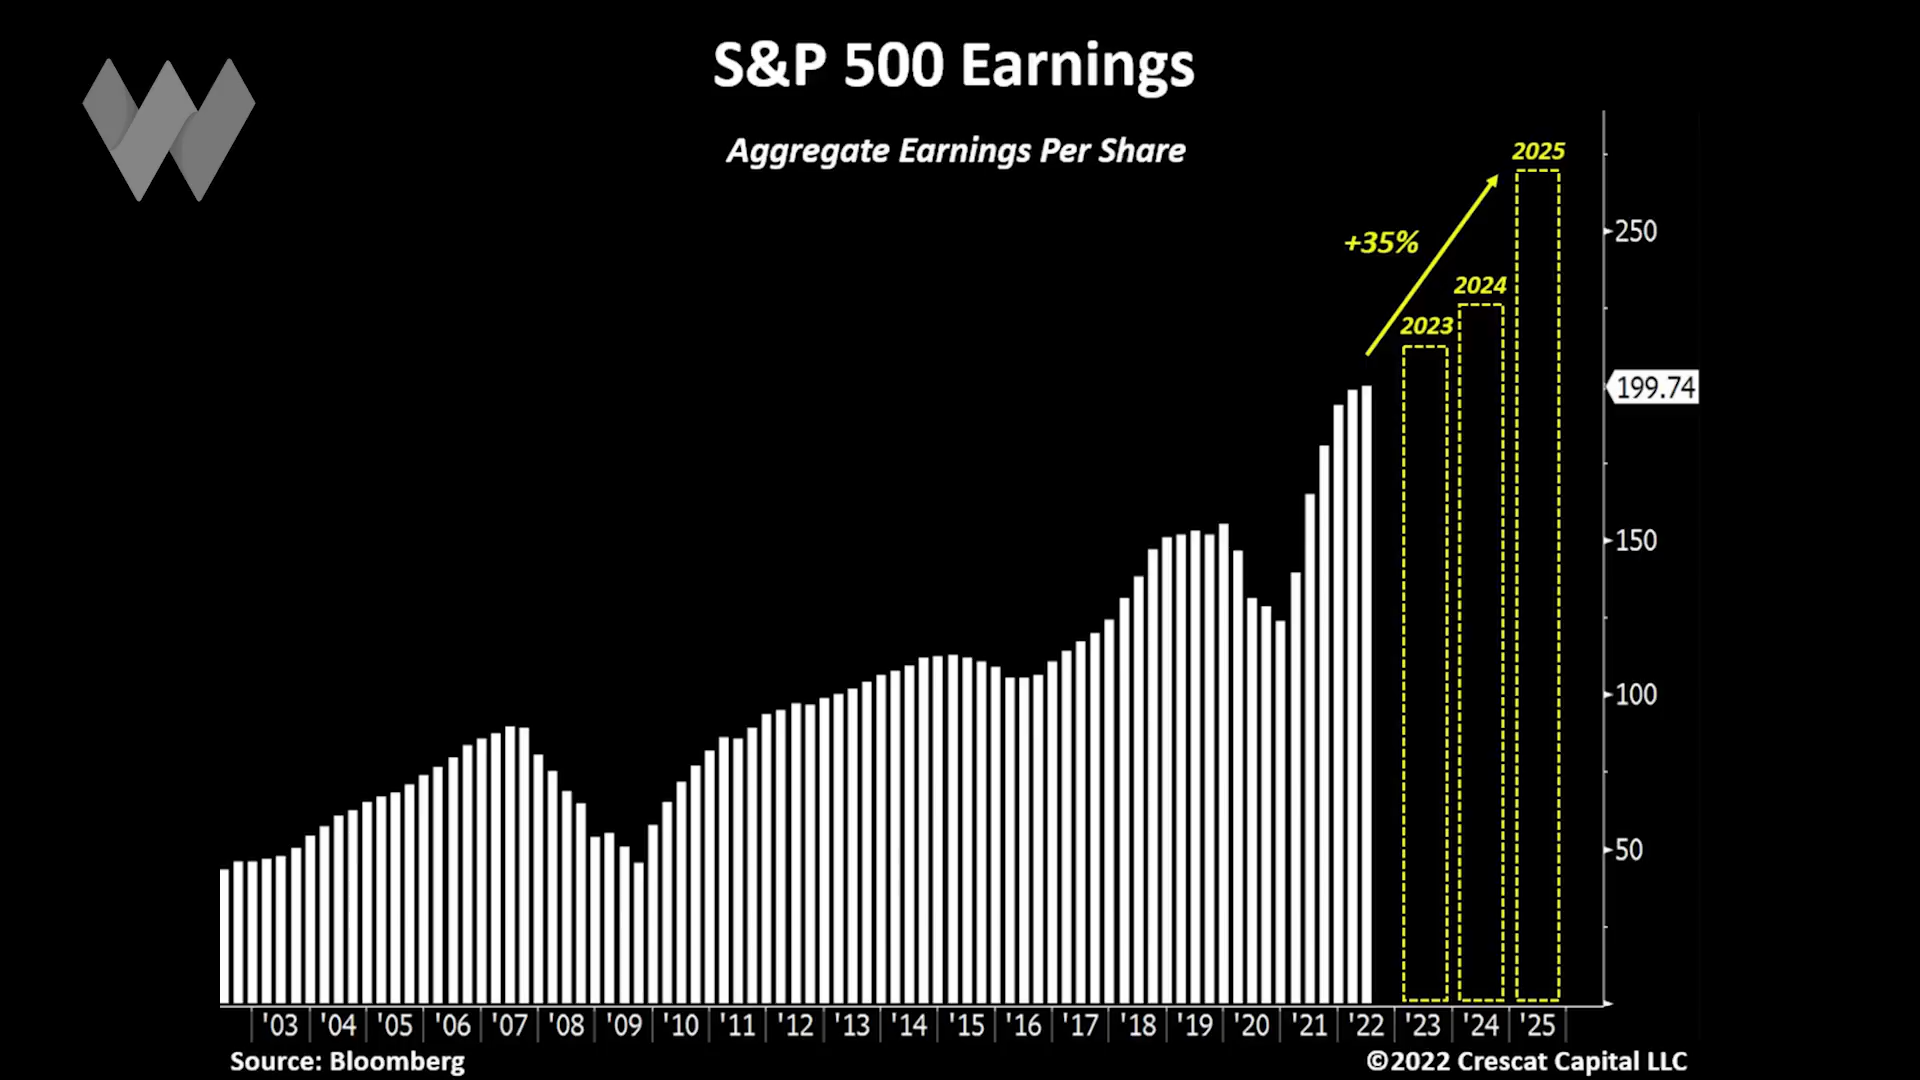 S&P 500 Earnings
Aggregate Earnings Per Share
2025
+35%
2024
2023
250
199.74
150
100
50
'03 '04 '05 '06 '07 '08 '09 '10 '11 '12 '13 '14 '15 '16 '17 '18 '19 '20 '21 '22 '23 '24 '25
Source: Bloomberg
©2022 Crescat Capital LLC